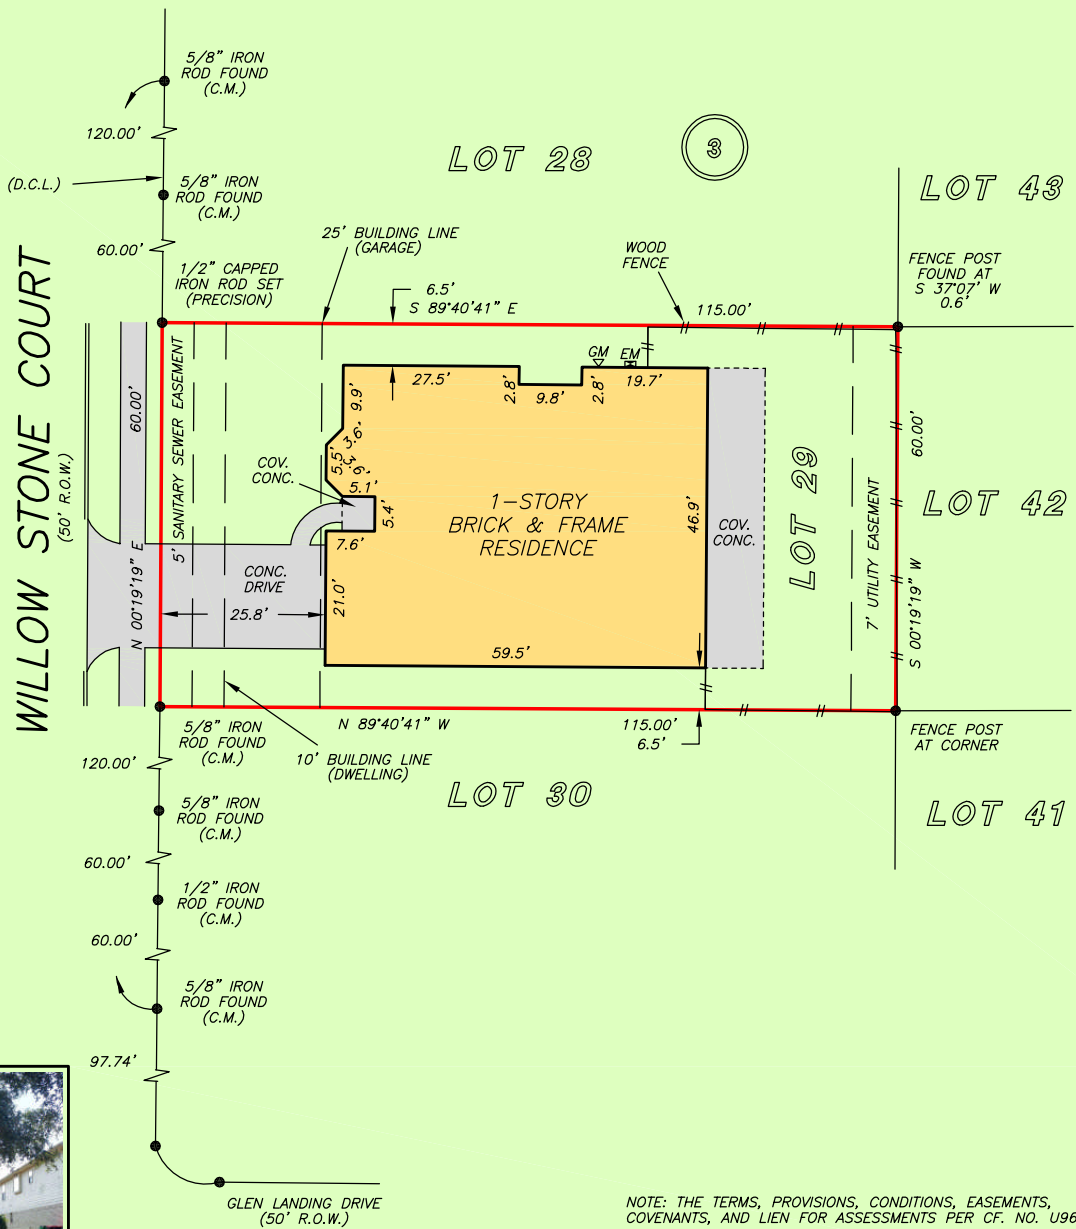 5/8" IRON
ROD FOUND
(C.M.)
120.00'
LOT 28
3
(D.C.L.)
5/8" IRON
ROD FOUND
(C.M.)
LOT 43
60.00'
25' BUILDING LINE
(GARAGE)
WOOD
FENCE
1/2" CAPPED
IRON ROD SET
(PRECISION)
FENCE POST
FOUND AT
S 37°07' W
0.6'
6.5'
S 89°40'41" E
115.00'
WILLOW STONE COURT
(50' R.O.W.)
60.00'
5' SANITARY SEWER EASEMENT
N 00°19'19" E
GM
EM
27.5'
2.8'
9.8'
2.8'
19.7'
9.9'
3.6'
5.5'
3.6'
5.1'
5.4'
7.6'
COV.
CONC.
1-STORY
BRICK & FRAME
RESIDENCE
46.9'
COV.
CONC.
LOT 29
7' UTILITY EASEMENT
60.00'
S 00°19'19" W
LOT 42
CONC.
DRIVE
25.8'
21.0'
59.5'
N 89°40'41" W
115.00'
6.5'
5/8" IRON
ROD FOUND
(C.M.)
10' BUILDING LINE
(DWELLING)
FENCE POST
AT CORNER
120.00'
LOT 30
LOT 41
5/8" IRON
ROD FOUND
(C.M.)
60.00'
1/2" IRON
ROD FOUND
(C.M.)
60.00'
5/8" IRON
ROD FOUND
(C.M.)
97.74'
GLEN LANDING DRIVE
(50' R.O.W.)
NOTE: THE TERMS, PROVISIONS, CONDITIONS, EASEMENTS,
COVENANTS, AND LIEN FOR ASSESSMENTS PER CF. NO. U96